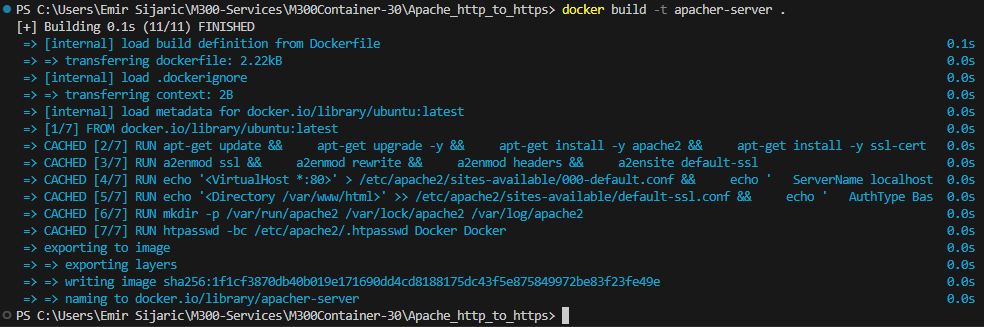 PS C:\Users\Emir Sijaric\M300-Services\M300Container-30\Apache_http_to_https> docker build -t apacher-server .
[+] Building 0.1s (11/11) FINISHED
=> [internal] load build definition from Dockerfile 0.1s
=> => transferring dockerfile: 2.22kB 0.0s
=> [internal] load .dockerignore 0.0s
=> => transferring context: 2B 0.0s
=> [internal] load metadata for docker.io/library/ubuntu:latest 0.0s
=> [1/7] FROM docker.io/library/ubuntu:latest 0.0s
=> CACHED [2/7] RUN apt-get update &&     apt-get upgrade -y &&     apt-get install -y apache2 &&     apt-get install -y ssl-cert 0.0s
=> CACHED [3/7] RUN a2enmod ssl &&     a2enmod rewrite &&     a2enmod headers &&     a2ensite default-ssl 0.0s
=> CACHED [4/7] RUN echo '<VirtualHost *:80>' > /etc/apache2/sites-available/000-default.conf &&     echo '   ServerName localhost 0.0s
=> CACHED [5/7] RUN echo '<Directory /var/www/html>' >> /etc/apache2/sites-available/default-ssl.conf &&     echo '   AuthType Bas 0.0s
=> CACHED [6/7] RUN mkdir -p /var/run/apache2 /var/lock/apache2 /var/log/apache2 0.0s
=> CACHED [7/7] RUN htpasswd -bc /etc/apache2/.htpasswd Docker Docker 0.0s
=> exporting to image 0.0s
=> => exporting layers 0.0s
=> => writing image sha256:1f1cf3870db40b019e171690dd4cd8188175dc43f5e875849972be83f23fe49e 0.0s
=> => naming to docker.io/library/apacher-server 0.0s
PS C:\Users\Emir Sijaric\M300-Services\M300Container-30\Apache_http_to_https>